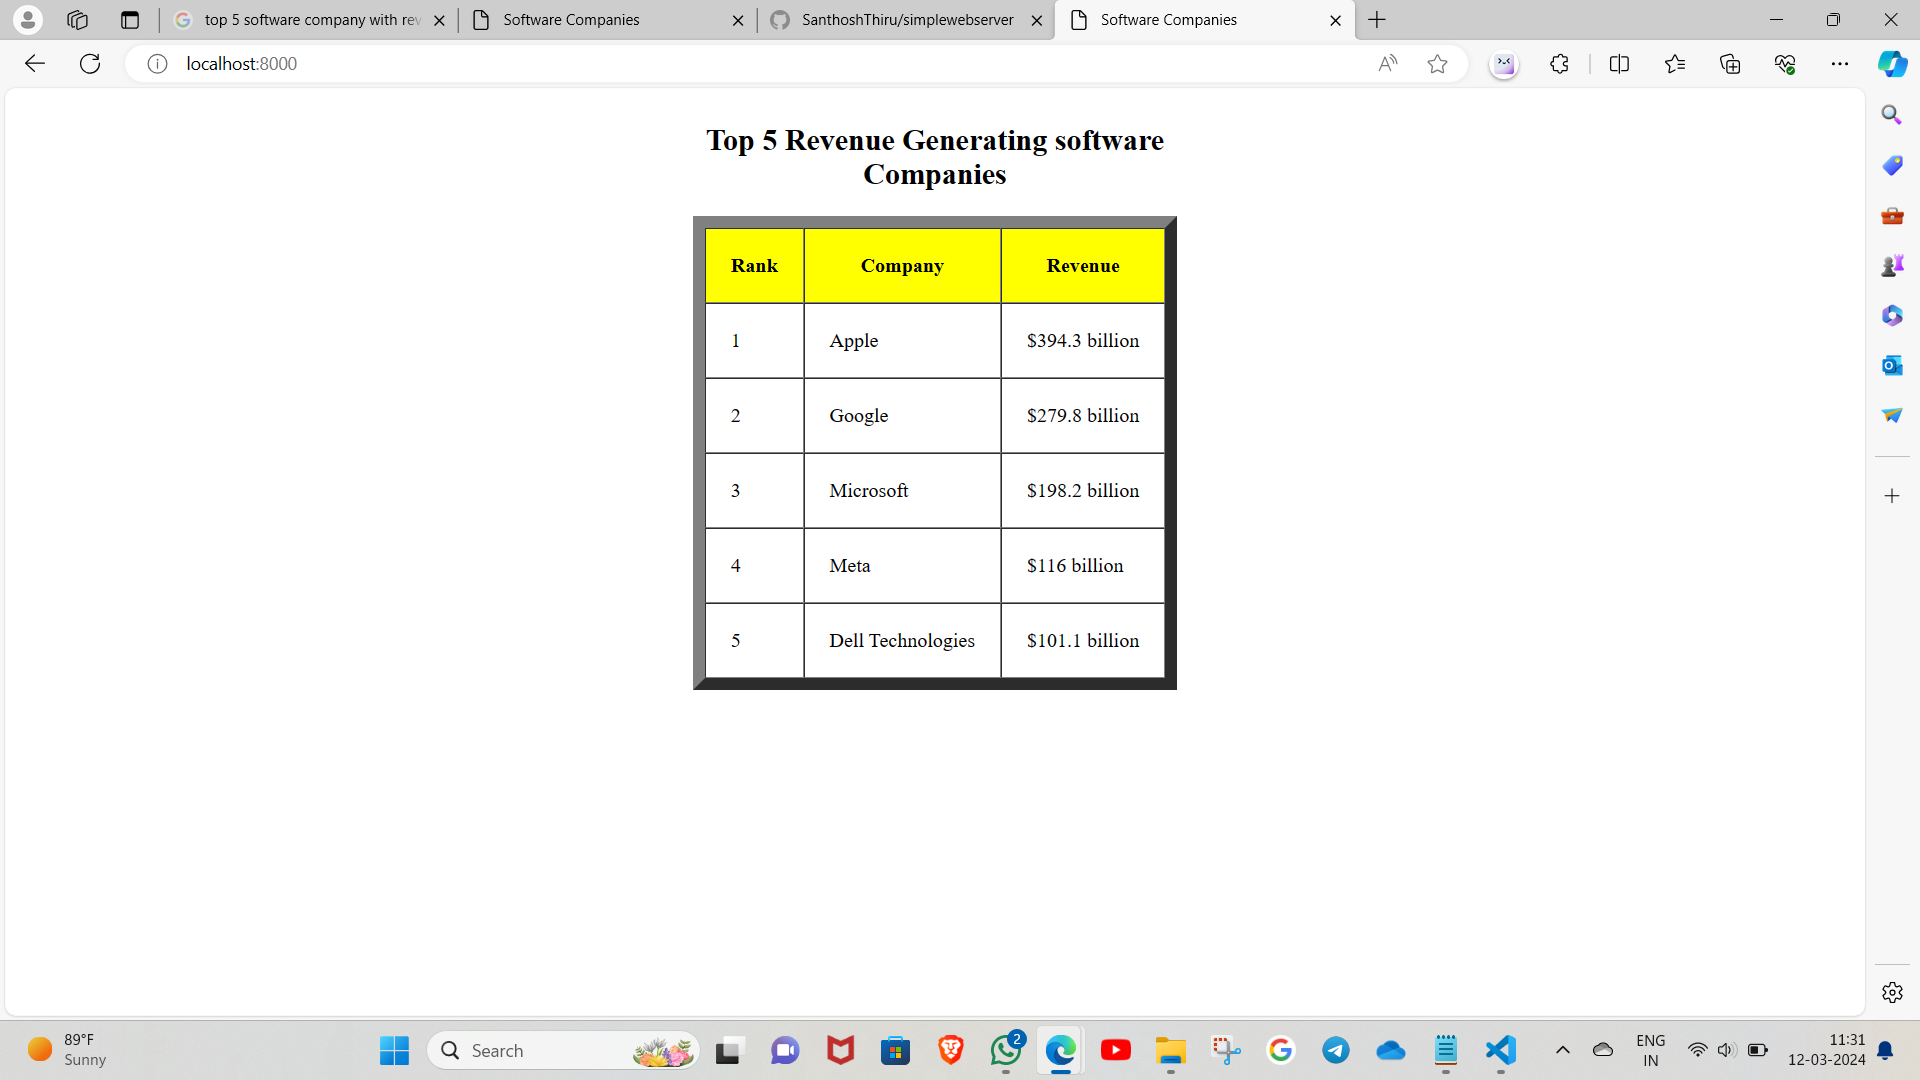 top 5 software company with rev
Software Companies
SanthoshThiru/simplewebserver
Software Companies
localhost:8000
Top 5 Revenue Generating software
Companies
Rank Company Revenue
1 Apple $394.3 billion
2 Google $279.8 billion
3 Microsoft $198.2 billion
4 Meta $116 billion
5 Dell Technologies $101.1 billion
89°F
Sunny
Search
2
ENG
IN
11:31
12-03-2024